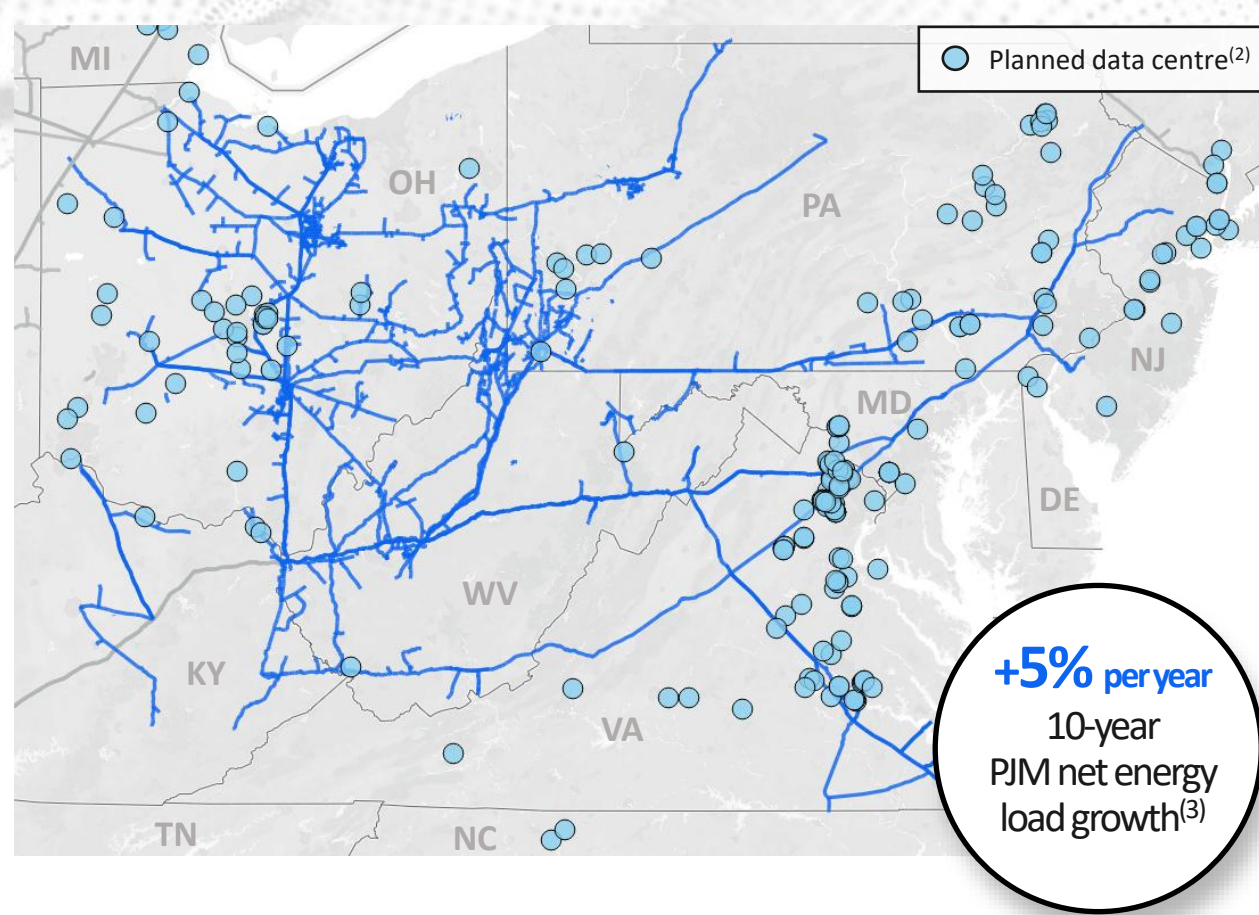 MI
Planned data centre(2)
OH
PA
NJ
MD
DE
WV
KY
VA
TN
NC
+5% per year
10-year
PJM net energy
load growth(3)